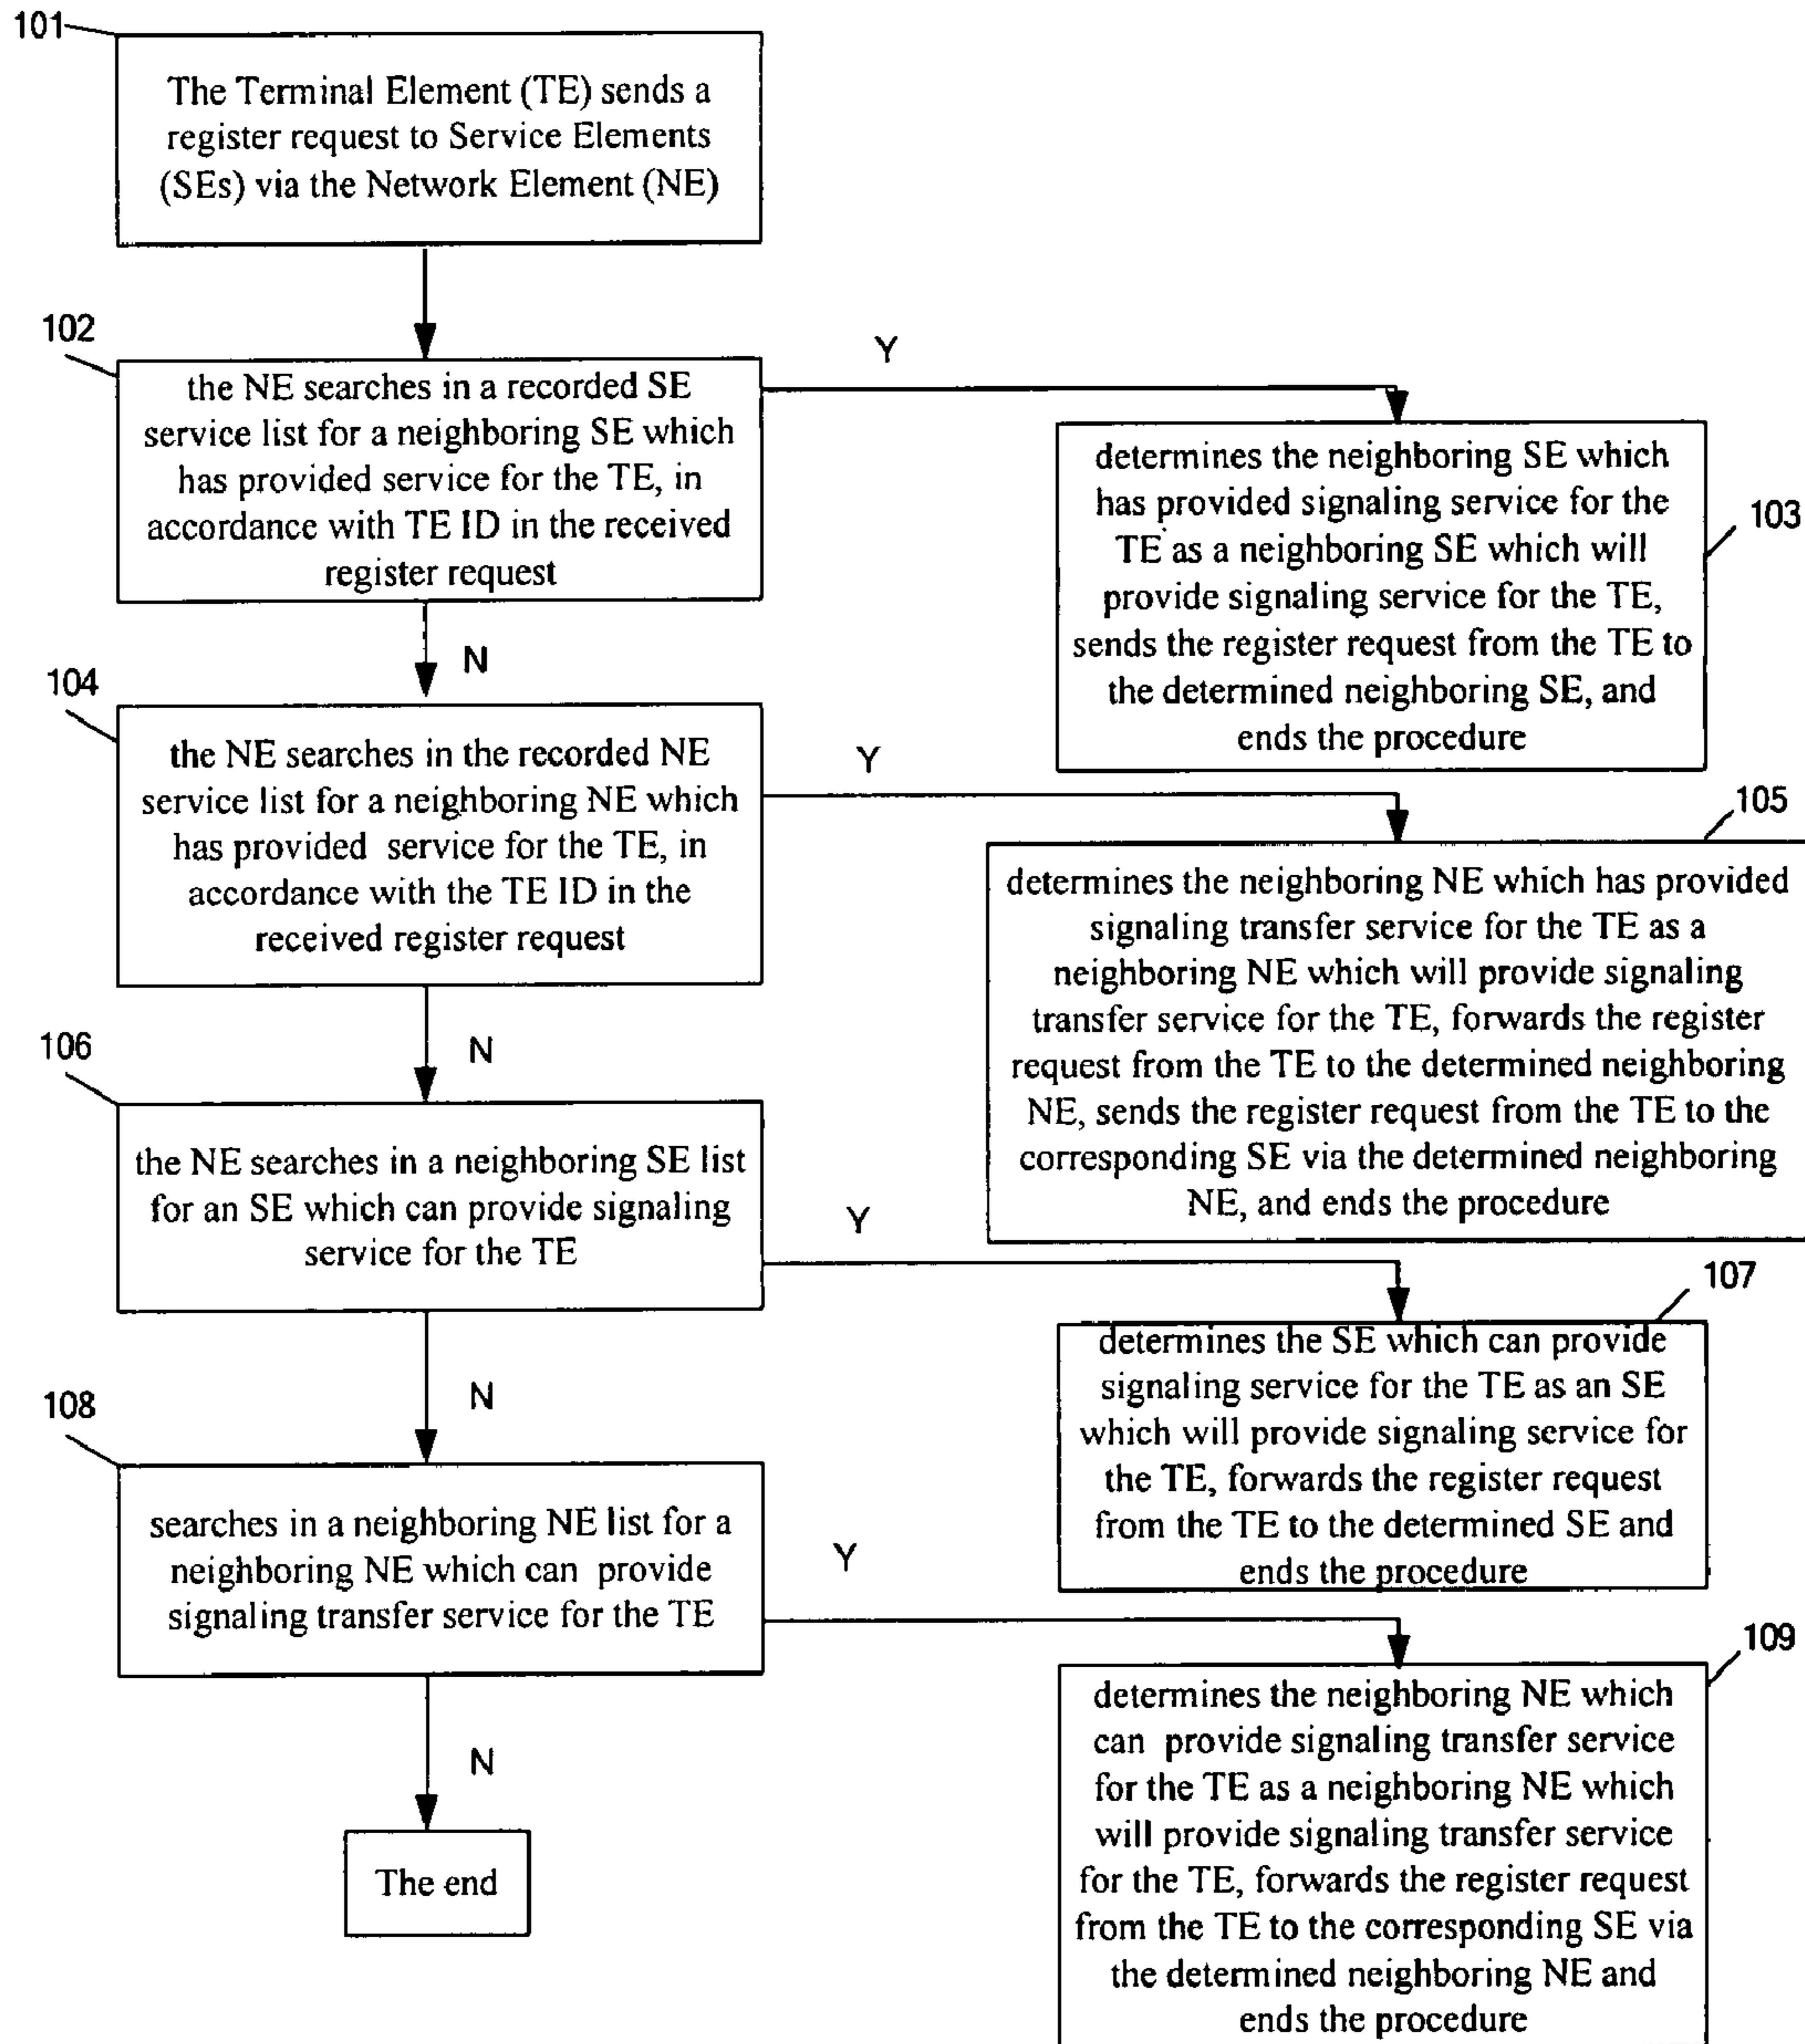 101
The Terminal Element (TE) sends a
register request to Service Elements
(SEs) via the Network Element (NE)
102
the NE searches in a recorded SE
service list for a neighboring SE which
has provided service for the TE, in
accordance with TE ID in the received
register request
Y
103
determines the neighboring SE which
has provided signaling service for the
TE as a neighboring SE which will
provide signaling service for the TE,
sends the register request from the TE to
the determined neighboring SE, and
ends the procedure
N
104
the NE searches in the recorded NE
service list for a neighboring NE which
has provided service for the TE, in
accordance with the TE ID in the
received register request
Y
105
determines the neighboring NE which has provided
signaling transfer service for the TE as a
neighboring NE which will provide signaling
transfer service for the TE, forwards the register
request from the TE to the determined neighboring
NE, sends the register request from the TE to the
corresponding SE via the determined neighboring
NE, and ends the procedure
N
106
the NE searches in a neighboring SE list
for an SE which can provide signaling
service for the TE
Y
107
determines the SE which can provide
signaling service for the TE as an SE
which will provide signaling service for
the TE, forwards the register request
from the TE to the determined SE and
ends the procedure
N
108
searches in a neighboring NE list for a
neighboring NE which can provide
signaling transfer service for the TE
Y
109
determines the neighboring NE which
can provide signaling transfer service
for the TE as a neighboring NE which
will provide signaling transfer service
for the TE, forwards the register request
from the TE to the corresponding SE via
the determined neighboring NE and
ends the procedure
N
The end